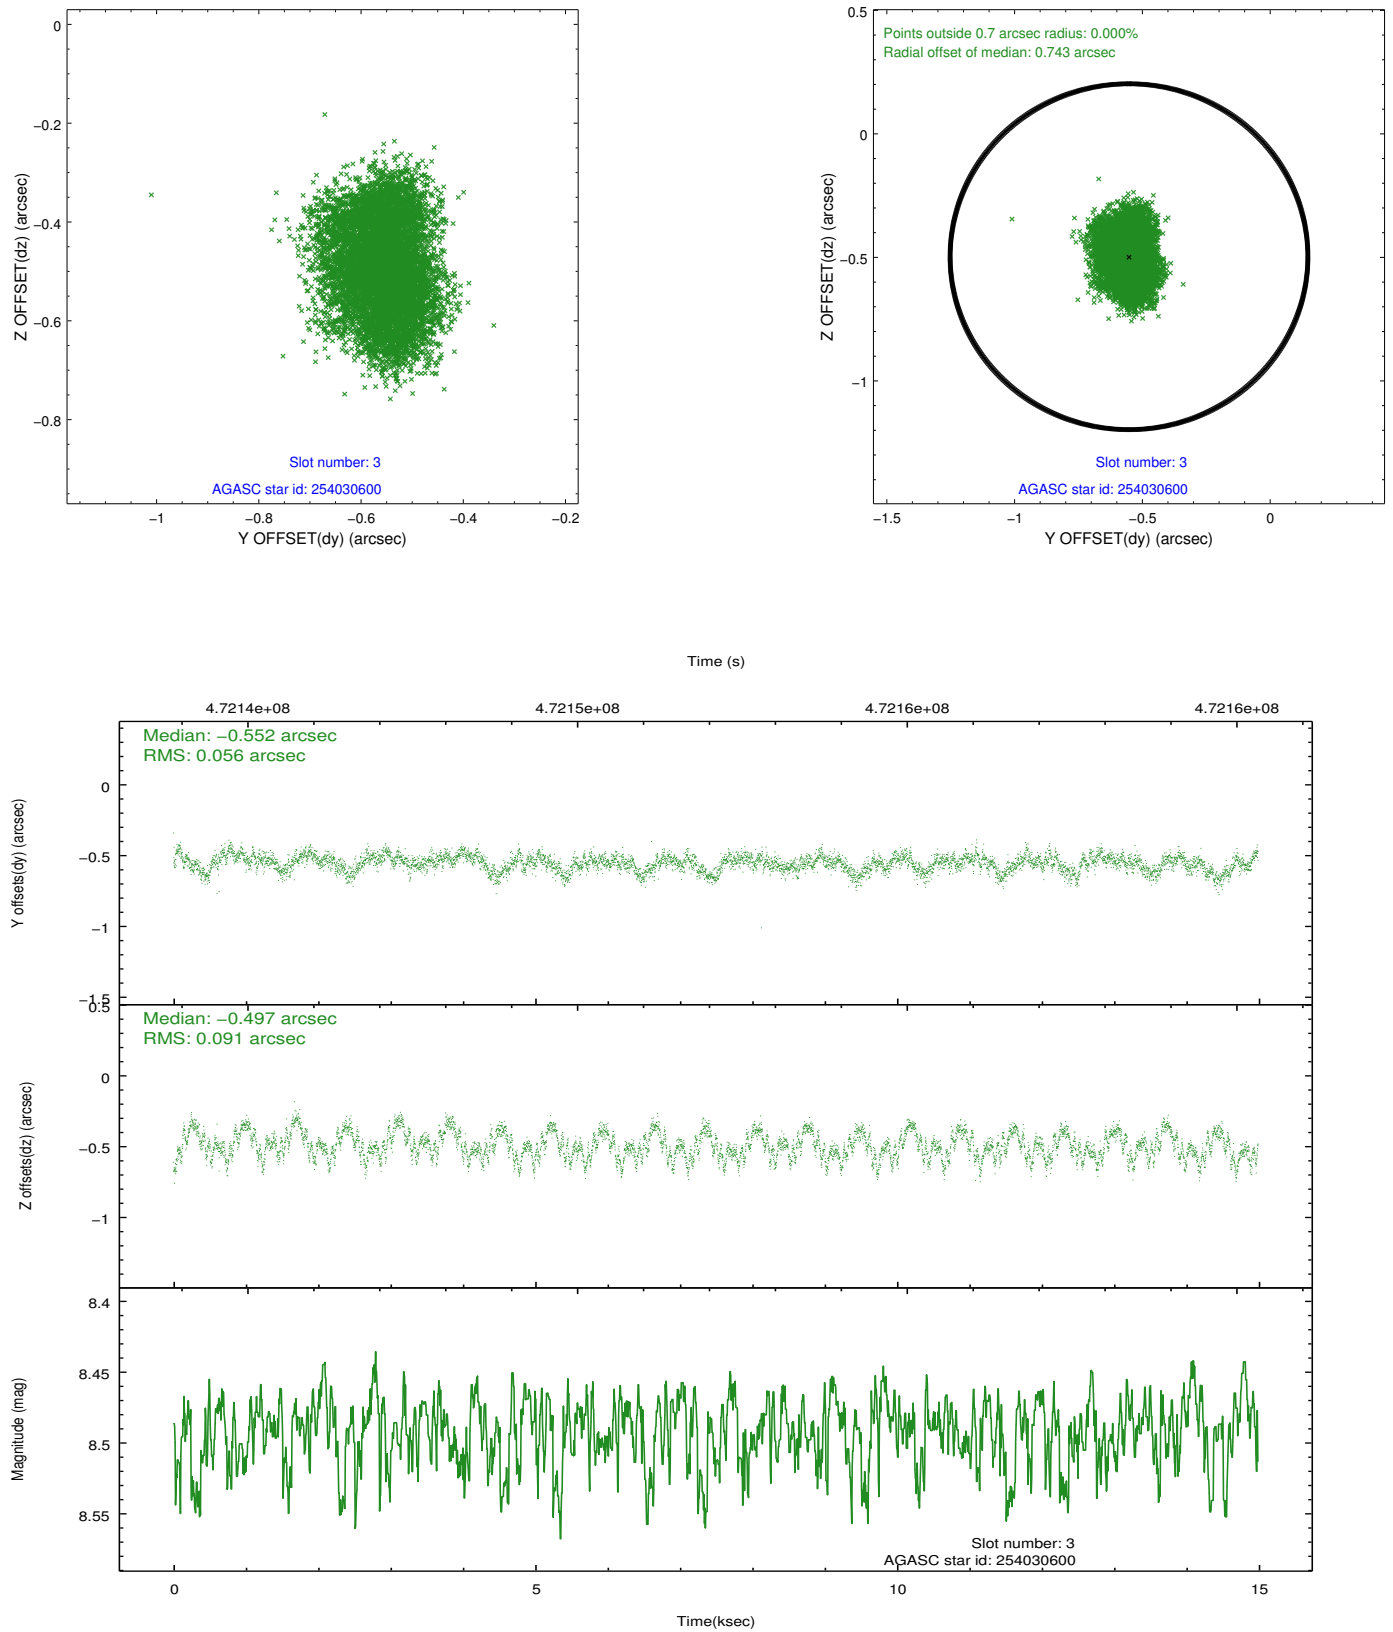 0
−0.2
−0.4
−0.6
−0.8
−1
−0.8
−0.6
−0.4
−0.2
Z OFFSET(dz) (arcsec)
Y OFFSET(dy) (arcsec)
Slot number: 3
AGASC star id: 254030600
Points outside 0.7 arcsec radius: 0.000%
Radial offset of median: 0.743 arcsec
0.5
0
−0.5
−1
−1.5
−1
−0.5
0
Z OFFSET(dz) (arcsec)
Y OFFSET(dy) (arcsec)
Slot number: 3
AGASC star id: 254030600
Time (s)
4.7214e+08
4.7215e+08
4.7216e+08
4.7216e+08
Median: −0.552 arcsec
RMS: 0.056 arcsec
0
−0.5
−1
−1.5
Y offsets(dy) (arcsec)
0.5
Median: −0.497 arcsec
RMS: 0.091 arcsec
0
−0.5
−1
Z offsets(dz) (arcsec)
8.4
8.45
8.5
8.55
Magnitude (mag)
Slot number: 3
AGASC star id: 254030600
0
5
10
15
Time(ksec)